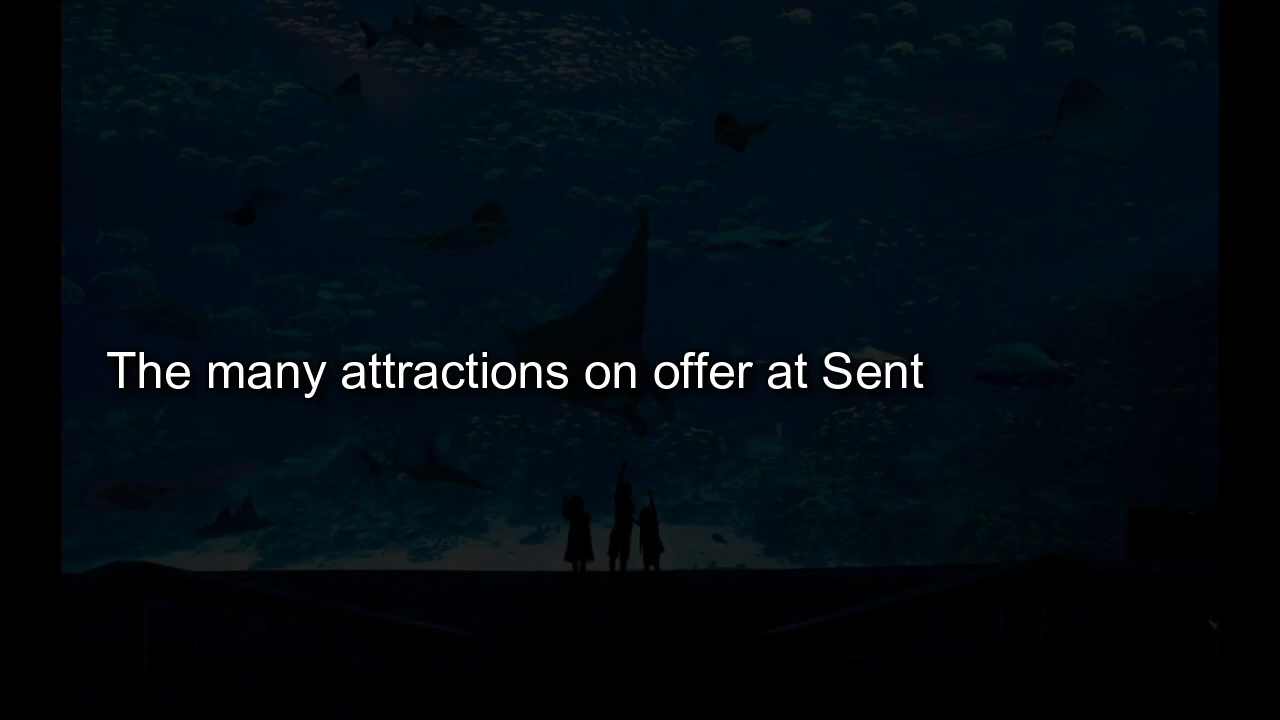 The many attractions on offer at Sent